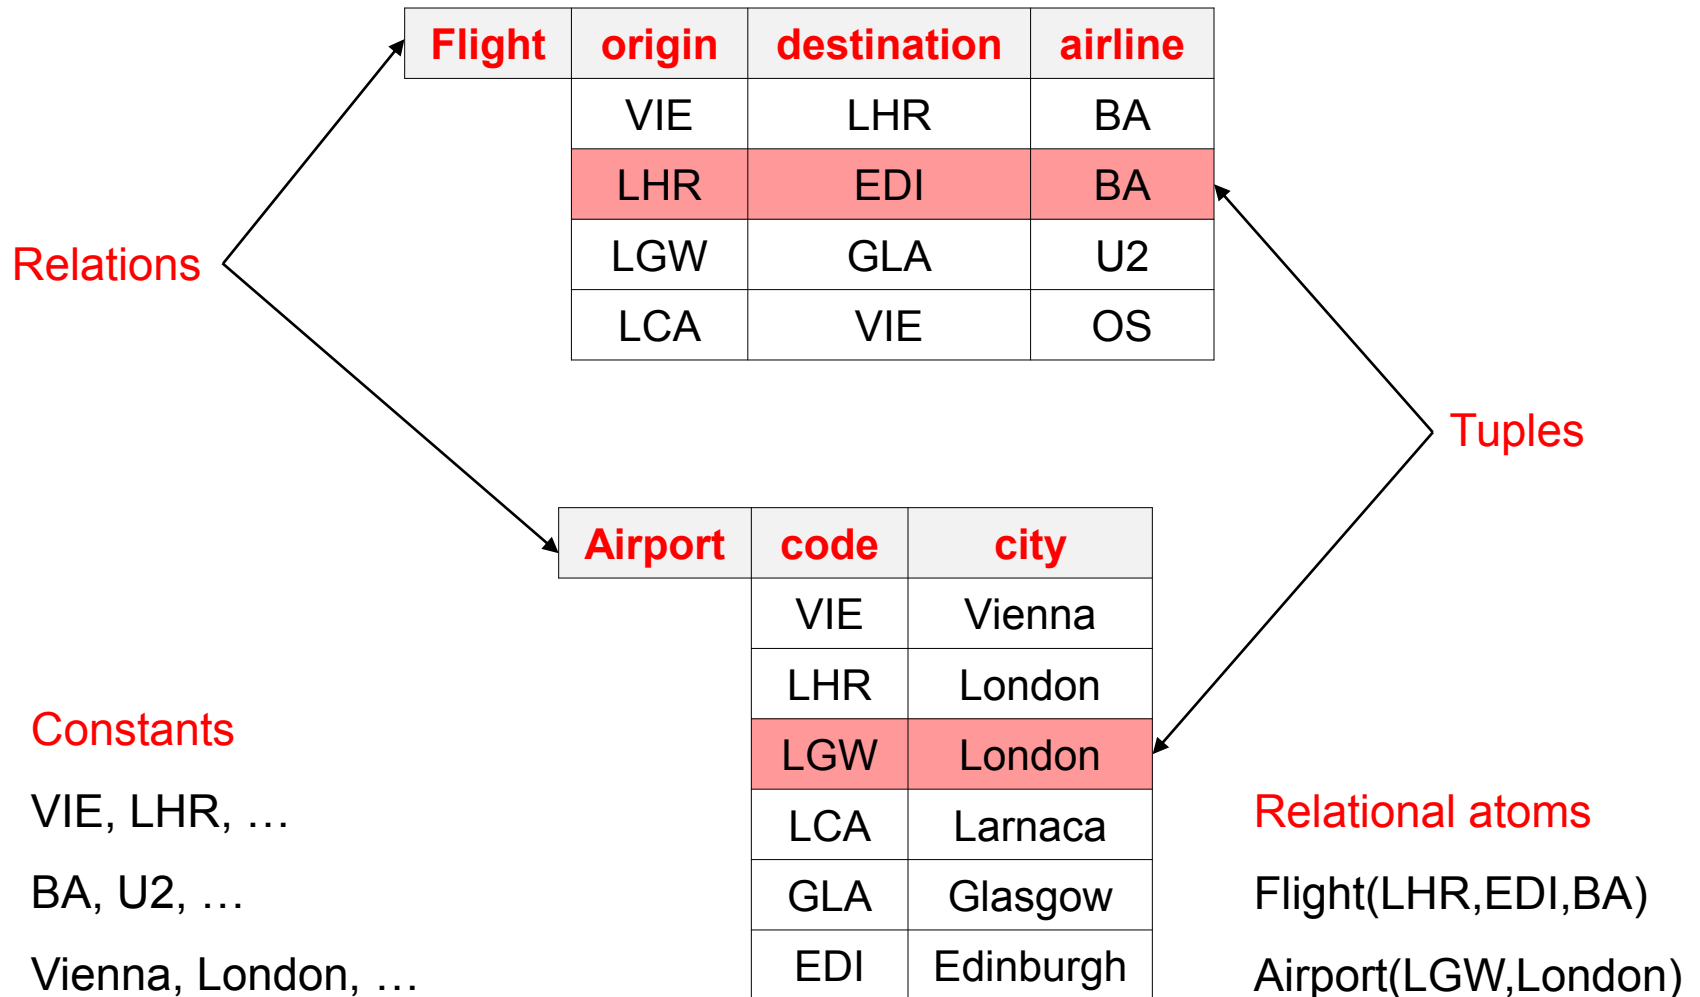 Flight origin destination airline
VIE LHR BA
LHR EDI BA
LGW GLA U2
LCA VIE OS
Relations
Tuples
Airport code city
VIE Vienna
LHR London
LGW London
LCA Larnaca
GLA Glasgow
EDI Edinburgh
Constants
VIE, LHR, …
BA, U2, …
Vienna, London, …
Relational atoms
Flight(LHR,EDI,BA)
Airport(LGW,London)